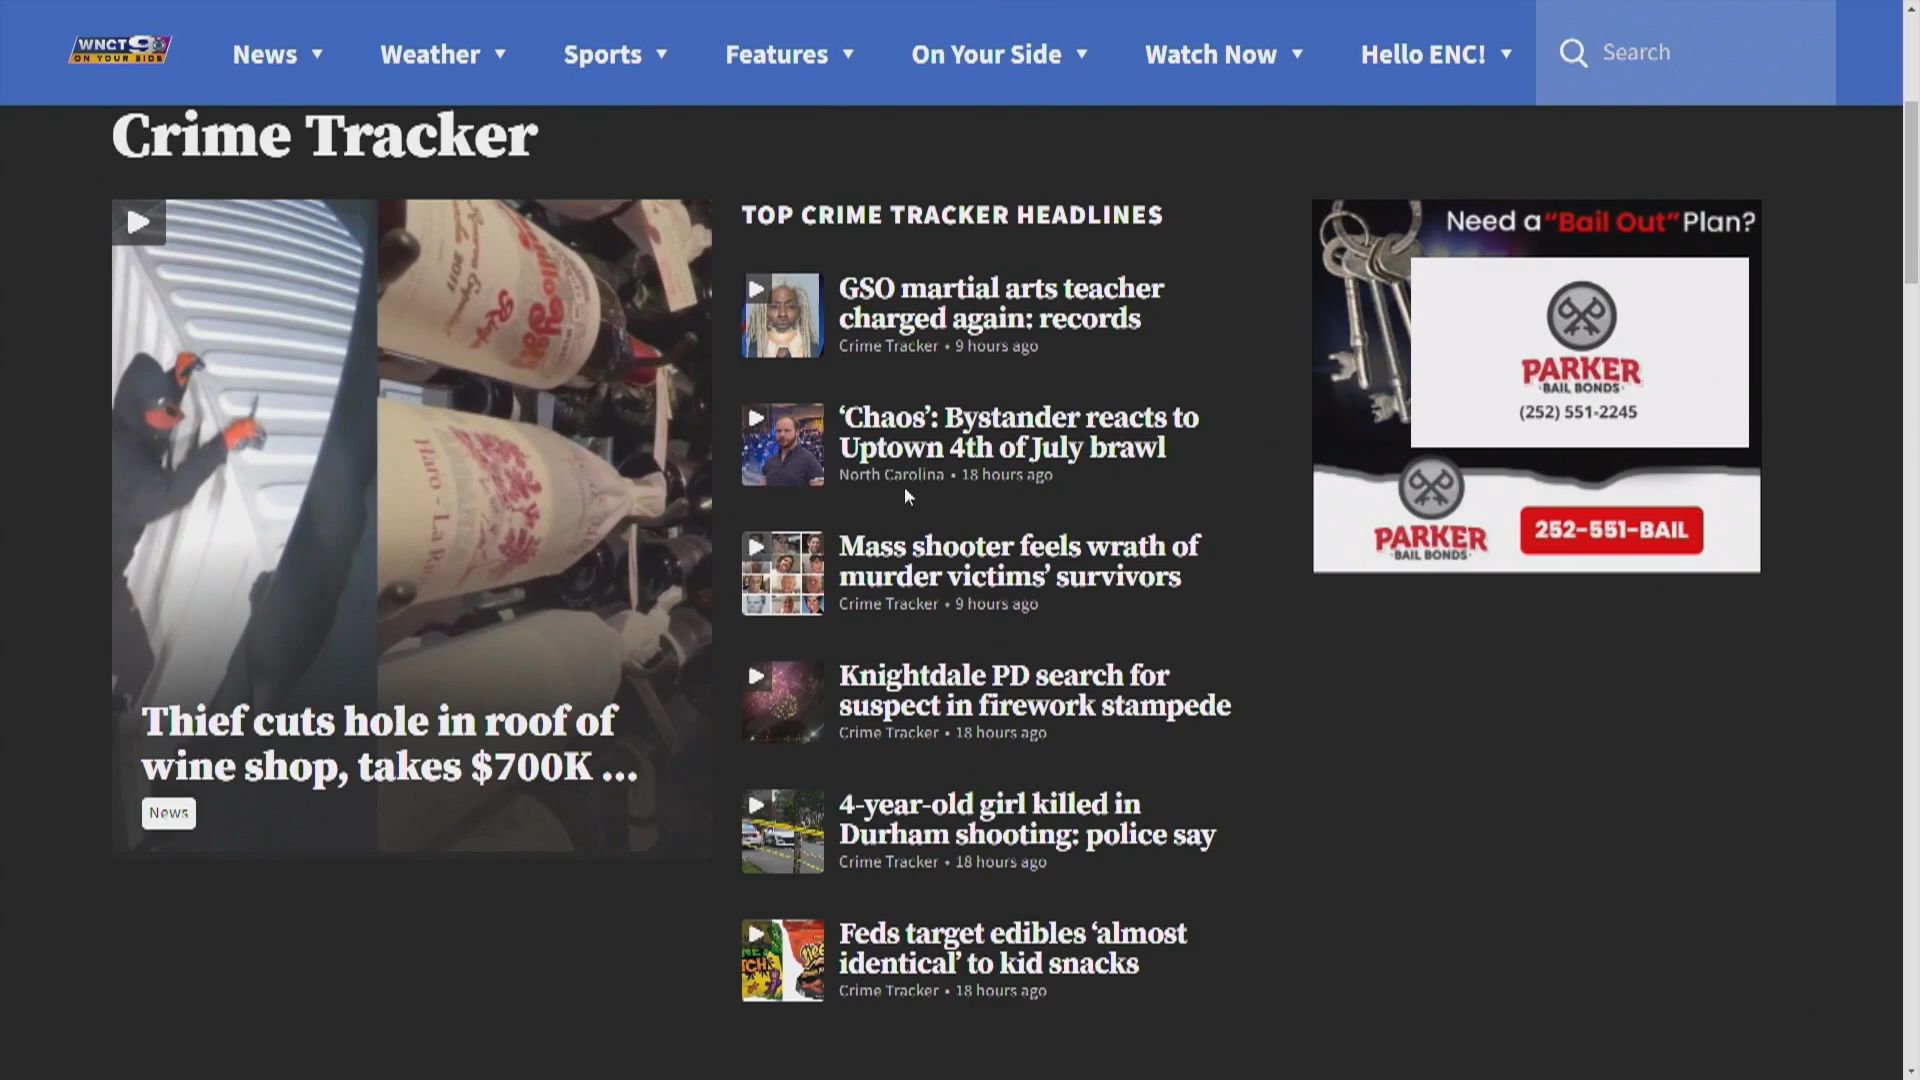 WNCT 9
ON YOUR SIDE
News
Weather
Sports
Features
On Your Side
Watch Now
Hello ENC!
Search
Crime Tracker
Thief cuts hole in roof of
wine shop, takes $700K ...
News
TOP CRIME TRACKER HEADLINES
GSO martial arts teacher
charged again: records
Crime Tracker • 9 hours ago
‘Chaos’: Bystander reacts to
Uptown 4th of July brawl
North Carolina • 18 hours ago
Mass shooter feels wrath of
murder victims’ survivors
Crime Tracker • 9 hours ago
Knightdale PD search for
suspect in firework stampede
Crime Tracker • 18 hours ago
4-year-old girl killed in
Durham shooting: police say
Crime Tracker • 18 hours ago
Feds target edibles ‘almost
identical’ to kid snacks
Crime Tracker • 18 hours ago
Need a “Bail Out” Plan?
PARKER
BAIL BONDS
(252) 551-2245
PARKER
BAIL BONDS
252-551-BAIL